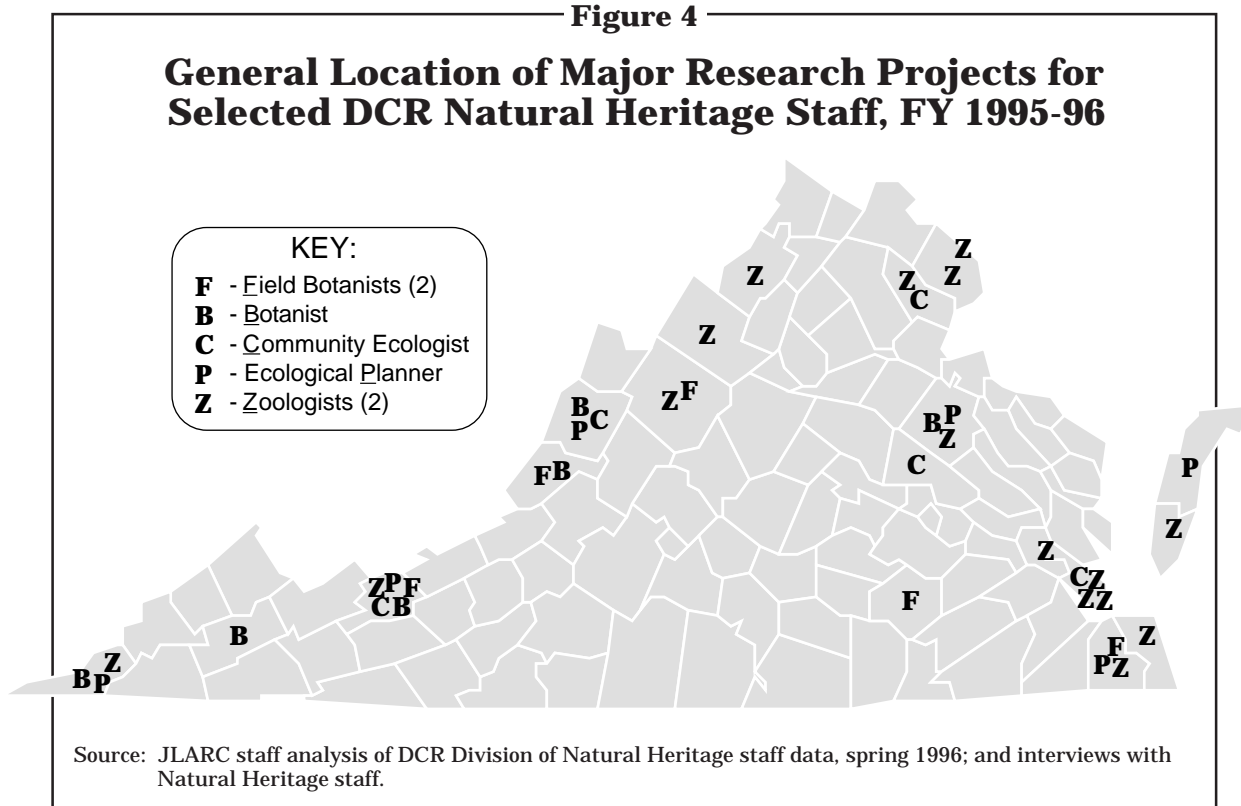 Figure 4
General Location of Major Research Projects for
Selected DCR Natural Heritage Staff, FY 1995-96
KEY:
F - Field Botanists (2)
B - Botanist
C - Community Ecologist
P - Ecological Planner
Z - Zoologists (2)
Z
Z
Z
Z
C
Z
Z F
B
C
P
B P
Z
C
F B
P
Z
Z
Z P F
C B
C Z
Z Z
F
B
Z
B P
Z
F
P Z
Source: JLARC staff analysis of DCR Division of Natural Heritage staff data, spring 1996; and interviews with
Natural Heritage staff.